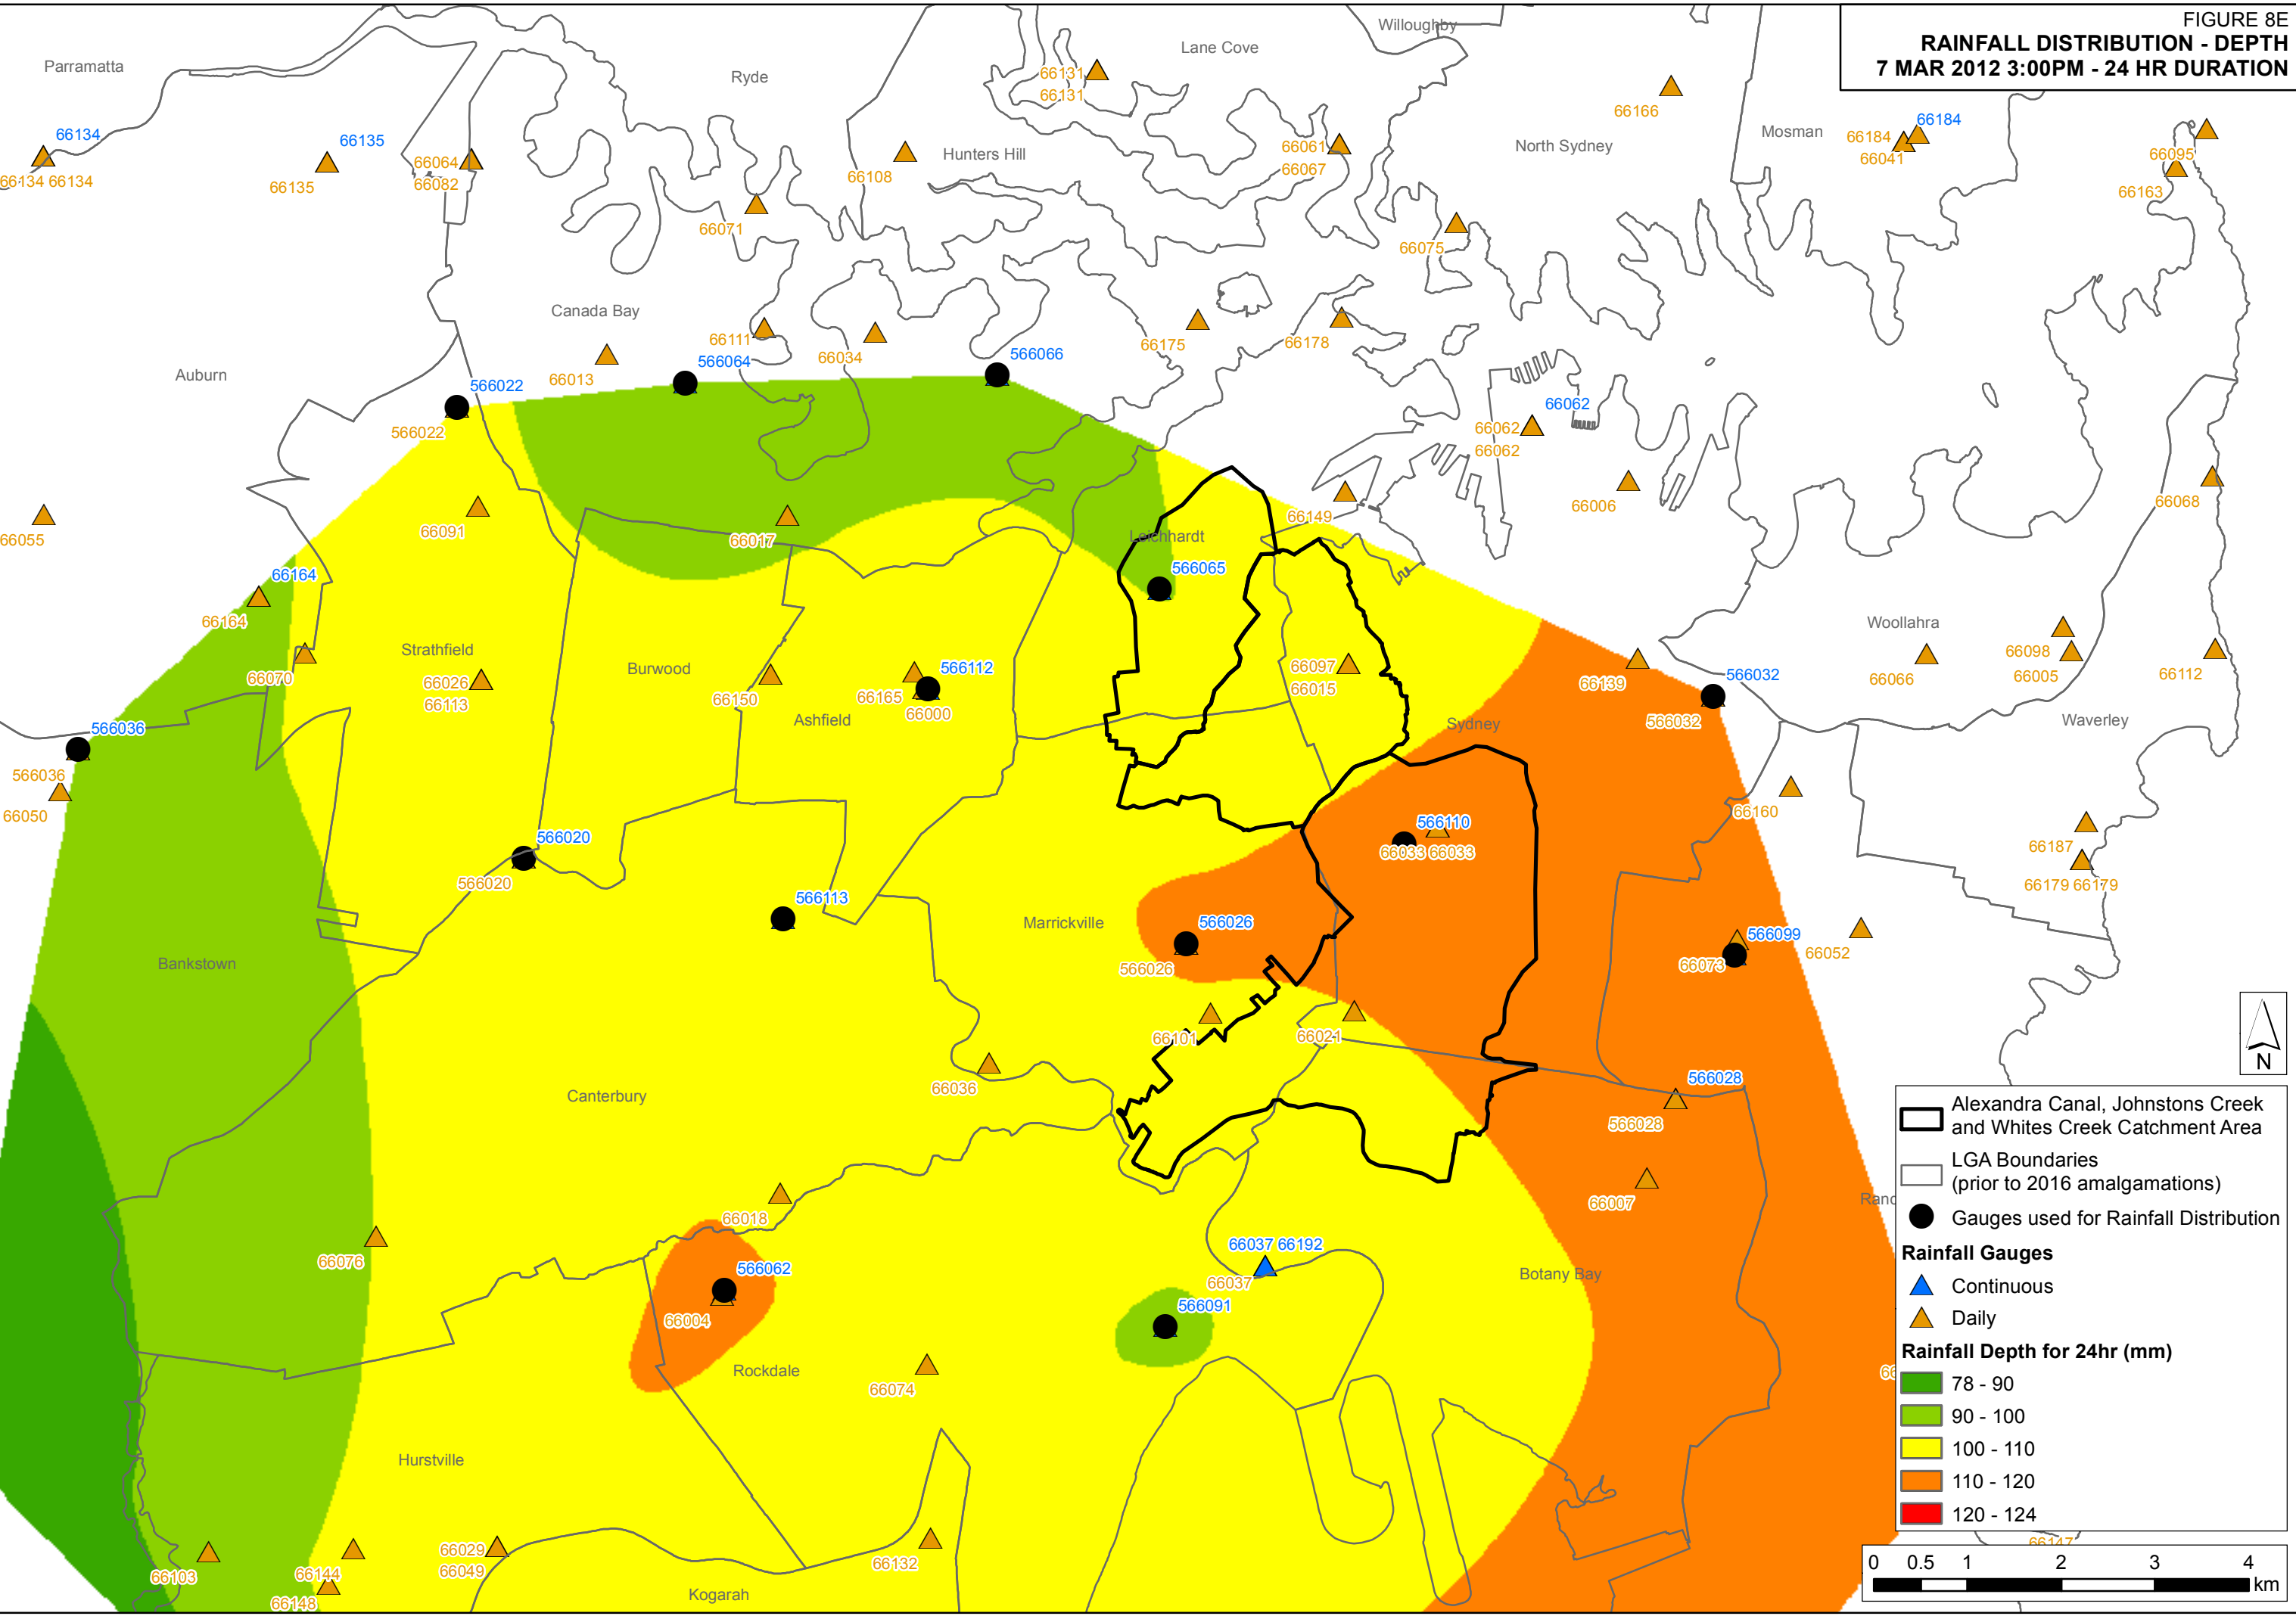 FIGURE 8E
RAINFALL DISTRIBUTION - DEPTH
7 MAR 2012 3:00PM - 24 HR DURATION
Willoughby
Lane Cove
Parramatta
Ryde
66131
66131
66166
66134
66135
66064
66082
66134 66134
66135
66108
Hunters Hill
66061
66067
North Sydney
Mosman
66184
66184
66041
66095
66163
66071
66075
Canada Bay
66111
66034
66175
66178
566064
566066
66013
Auburn
566022
566022
66062
66062
66062
66006
66068
66055
66091
66017
66149
Leichhardt
566065
66164
66164
66070
Strathfield
66026
66113
Burwood
66150
Ashfield
66165
66000
566112
66097
66015
Sydney
66139
566032
566032
Woollahra
66066
66098
66005
66112
Waverley
566036
566036
66050
566020
566020
566113
566110
66033 66033
66160
66187
66179 66179
Marrickville
566026
566026
566099
66073
66052
Bankstown
66101
66021
66036
Canterbury
566028
566028
66007
66018
66076
566062
66004
66037 66192
66037
566091
Botany Bay
Rockdale
66074
Hurstville
66103
66144
66148
66029
66049
66132
Kogarah
66147
N
Alexandra Canal, Johnstons Creek
and Whites Creek Catchment Area
LGA Boundaries
(prior to 2016 amalgamations)
Gauges used for Rainfall Distribution
Rainfall Gauges
Continuous
Daily
Rainfall Depth for 24hr (mm)
78 - 90
90 - 100
100 - 110
110 - 120
120 - 124
0 0.5 1 2 3 4
km